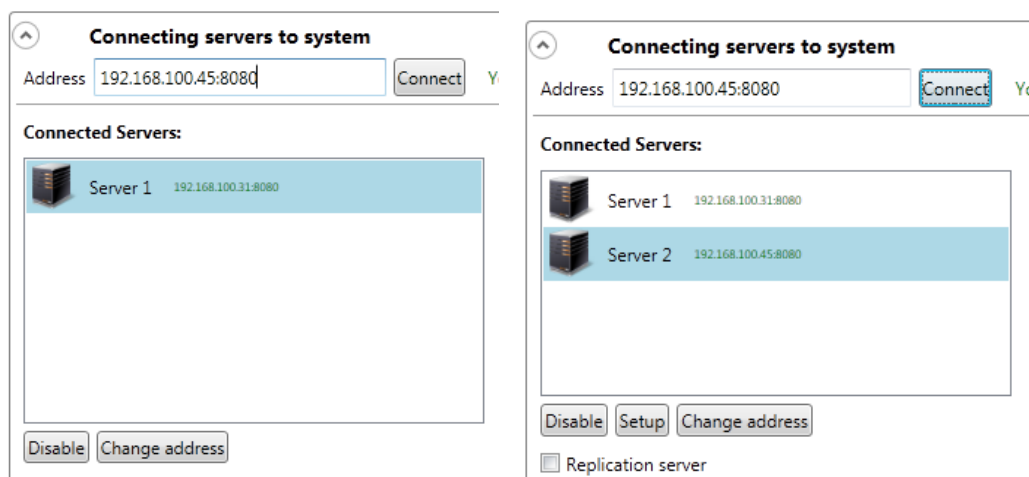 Connecting servers to system
Address 192.168.100.45:8080 Connect
Connected Servers:
Server 1 192.168.100.31:8080
Disable Change address
Connecting servers to system
Address 192.168.100.45:8080 Connect Yo
Connected Servers:
Server 1 192.168.100.31:8080
Server 2 192.168.100.45:8080
Disable Setup Change address
Replication server